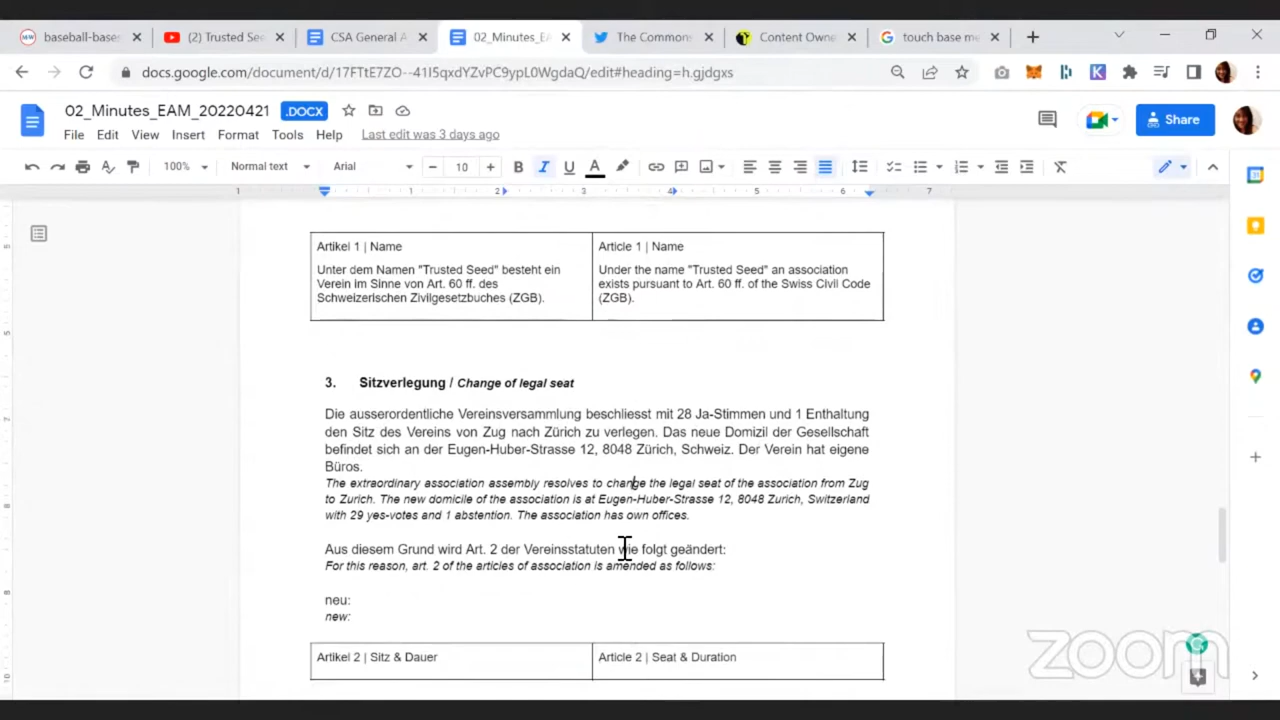 baseball-base
(2) Trusted See
CSA General A
02_Minutes_EA
The Commons
Content Owne
touch base me
docs.google.com/document/d/17FTtE7ZO--41I5qxdYZvPC9ypL0WgdaQ/edit#heading=h.gjdgxs
02_Minutes_EAM_20220421 .DOCX
File Edit View Insert Format Tools Help Last edit was 3 days ago
Share
100% Normal text Arial 10
1 1 2 3 4 5 6 7
Artikel 1 | Name
Unter dem Namen "Trusted Seed" besteht ein
Verein im Sinne von Art. 60 ff. des
Schweizerischen Zivilgesetzbuches (ZGB).
Article 1 | Name
Under the name "Trusted Seed" an association
exists pursuant to Art. 60 ff. of the Swiss Civil Code
(ZGB).
3. Sitzverlegung / Change of legal seat
Die ausserordentliche Vereinsversammlung beschliesst mit 28 Ja-Stimmen und 1 Enthaltung
den Sitz des Vereins von Zug nach Zürich zu verlegen. Das neue Domizil der Gesellschaft
befindet sich an der Eugen-Huber-Strasse 12, 8048 Zürich, Schweiz. Der Verein hat eigene
Büros.
The extraordinary association assembly resolves to change the legal seat of the association from Zug
to Zurich. The new domicile of the association is at Eugen-Huber-Strasse 12, 8048 Zurich, Switzerland
with 29 yes-votes and 1 abstention. The association has own offices.
Aus diesem Grund wird Art. 2 der Vereinsstatuten wie folgt geändert:
For this reason, art. 2 of the articles of association is amended as follows:
neu:
new:
Artikel 2 | Sitz & Dauer
Article 2 | Seat & Duration
zoom